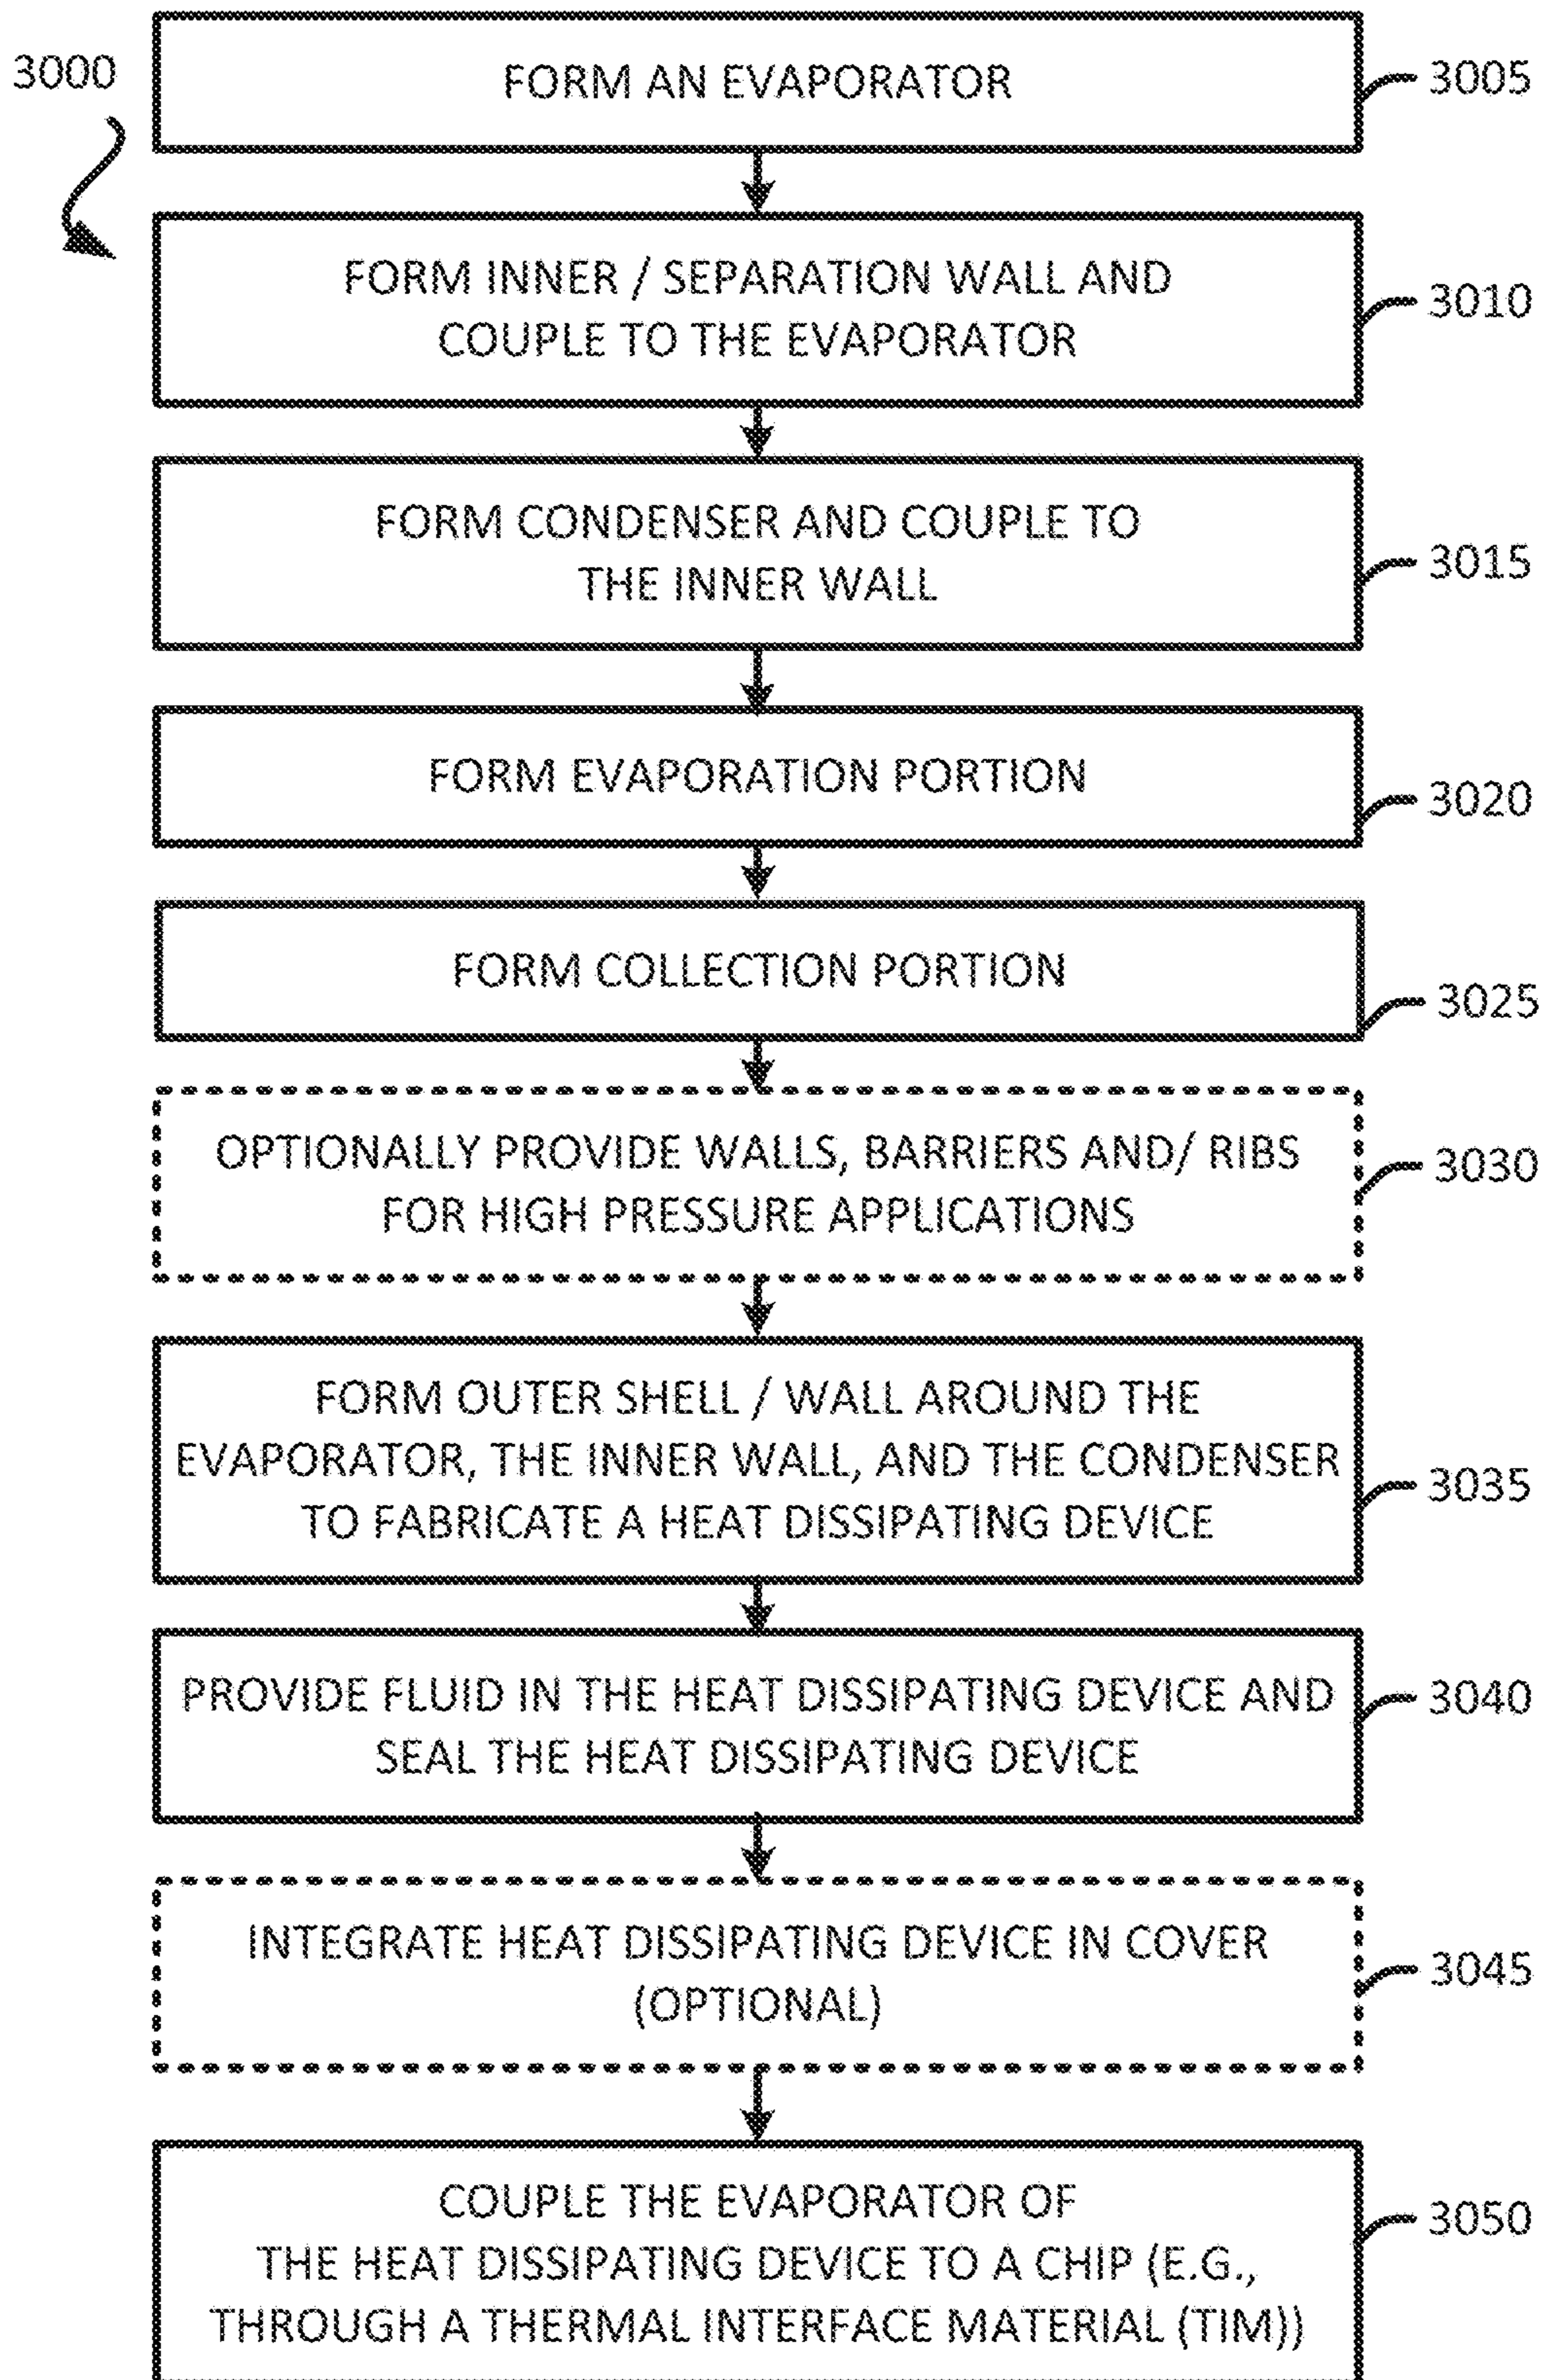 3000
FORM AN EVAPORATOR
3005
FORM INNER / SEPARATION WALL AND
COUPLE TO THE EVAPORATOR
3010
FORM CONDENSER AND COUPLE TO
THE INNER WALL
3015
FORM EVAPORATION PORTION
3020
FORM COLLECTION PORTION
3025
OPTIONALLY PROVIDE WALLS, BARRIERS AND/ RIBS
FOR HIGH PRESSURE APPLICATIONS
3030
FORM OUTER SHELL / WALL AROUND THE
EVAPORATOR, THE INNER WALL, AND THE CONDENSER
TO FABRICATE A HEAT DISSIPATING DEVICE
3035
PROVIDE FLUID IN THE HEAT DISSIPATING DEVICE AND
SEAL THE HEAT DISSIPATING DEVICE
3040
INTEGRATE HEAT DISSIPATING DEVICE IN COVER
(OPTIONAL)
3045
COUPLE THE EVAPORATOR OF
THE HEAT DISSIPATING DEVICE TO A CHIP (E.G.,
THROUGH A THERMAL INTERFACE MATERIAL (TIM))
3050